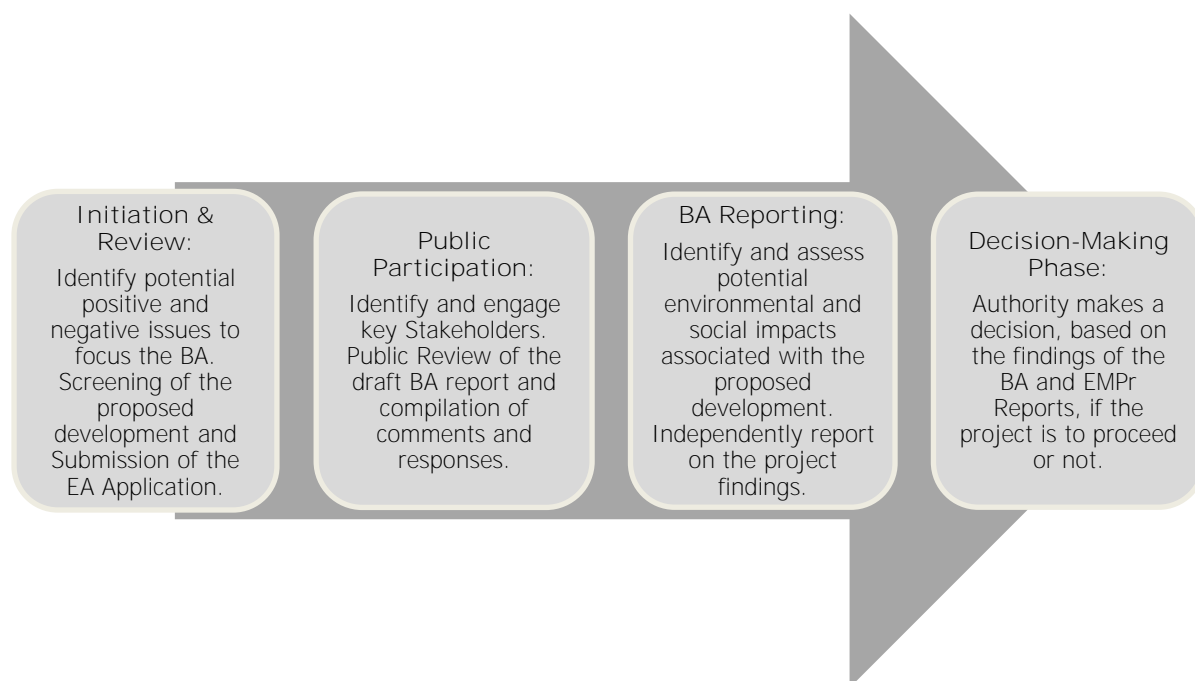 Initiation &
Review:
Identify potential
positive and
negative issues to
focus the BA.
Screening of the
proposed
development and
Submission of the
EA Application.
Public
Participation:
Identify and engage
key Stakeholders.
Public Review of the
draft BA report and
compilation of
comments and
responses.
BA Reporting:
Identify and assess
potential
environmental and
social impacts
associated with the
proposed
development.
Independently report
on the project
findings.
Decision-Making
Phase:
Authority makes a
decision, based on
the findings of the
BA and EMPr
Reports, if the
project is to proceed
or not.